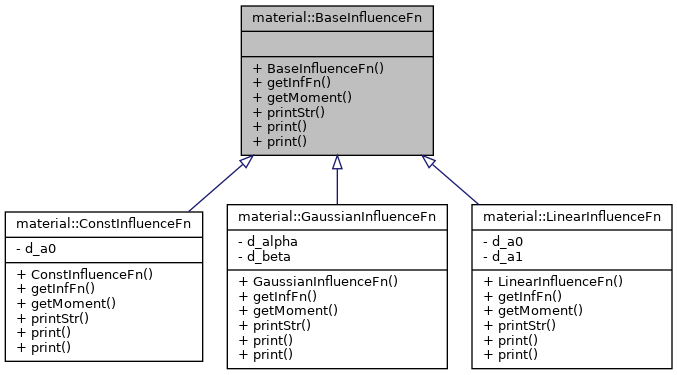 material::BaseInfluenceFn
+ BaseInfluenceFn()
+ getInfFn()
+ getMoment()
+ printStr()
+ print()
+ print()
material::ConstInfluenceFn
- d_a0
+ ConstInfluenceFn()
+ getInfFn()
+ getMoment()
+ printStr()
+ print()
+ print()
material::GaussianInfluenceFn
- d_alpha
- d_beta
+ GaussianInfluenceFn()
+ getInfFn()
+ getMoment()
+ printStr()
+ print()
+ print()
material::LinearInfluenceFn
- d_a0
- d_a1
+ LinearInfluenceFn()
+ getInfFn()
+ getMoment()
+ printStr()
+ print()
+ print()